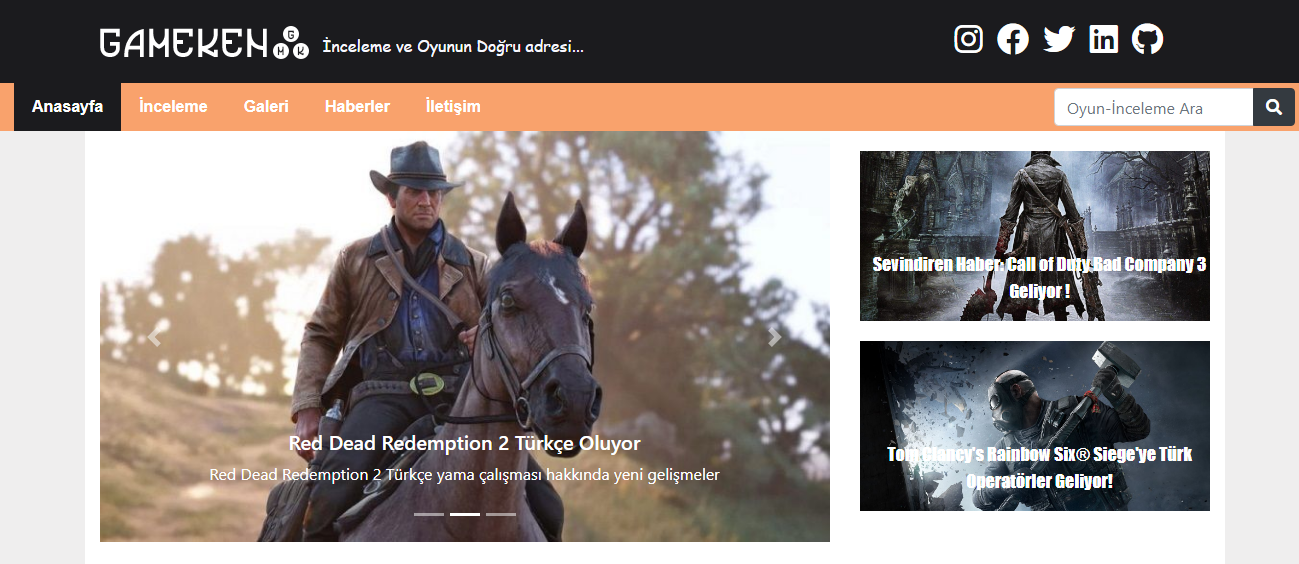 GAMEKEN
G
M K
İnceleme ve Oyunun Doğru adresi...
Anasayfa İnceleme Galeri Haberler İletişim
Oyun-İnceleme Ara
Red Dead Redemption 2 Türkçe Oluyor
Red Dead Redemption 2 Türkçe yama çalışması hakkında yeni gelişmeler
Sevindiren Haber: Call of Duty Bad Company 3
Geliyor !
Tom Clancy's Rainbow Six® Siege'ye Türk
Operatörler Geliyor!